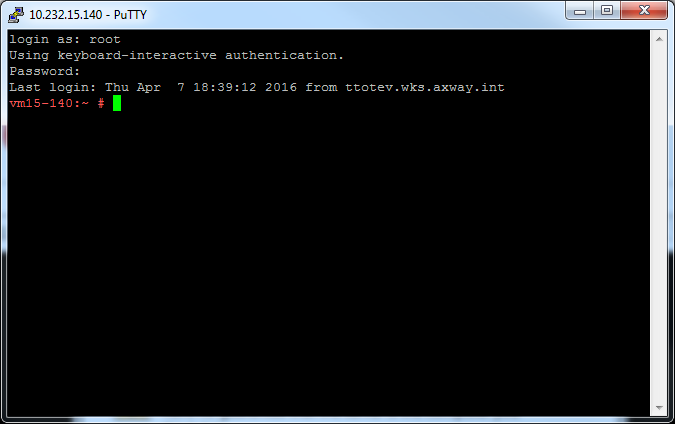 10.232.15.140 - PuTTY
login as: root
Using keyboard-interactive authentication.
Password:
Last login: Thu Apr  7 18:39:12 2016 from ttotev.wks.axway.int
vm15-140:~ #